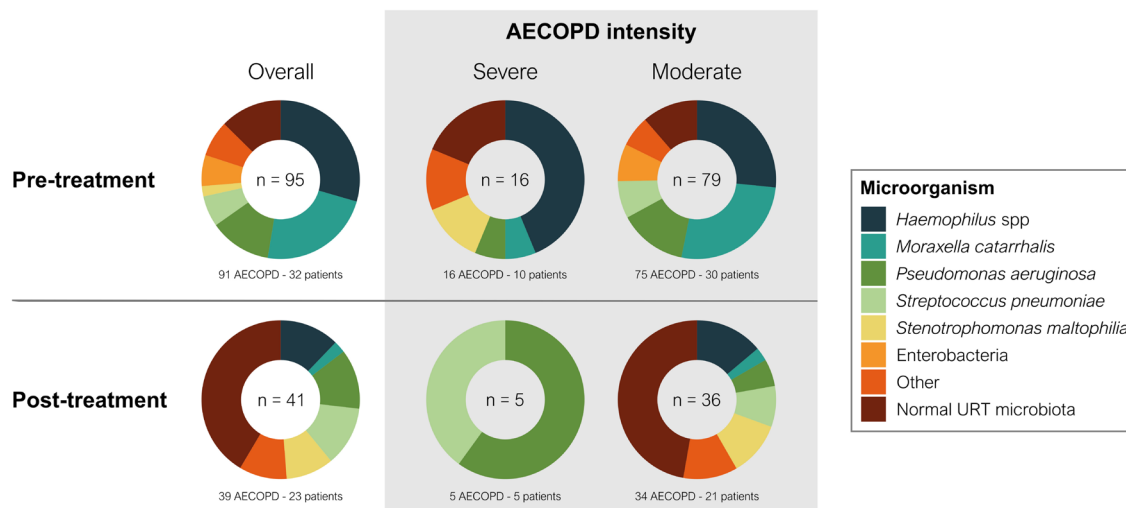 AECOPD intensity
Overall
Severe
Moderate
Pre-treatment
n = 95
n = 16
n = 79
91 AECOPD - 32 patients
16 AECOPD - 10 patients
75 AECOPD - 30 patients
Post-treatment
n = 41
n = 5
n = 36
39 AECOPD - 23 patients
5 AECOPD - 5 patients
34 AECOPD - 21 patients
Microorganism
Haemophilus spp
Moraxella catarrhalis
Pseudomonas aeruginosa
Streptococcus pneumoniae
Stenotrophomonas maltophilia
Enterobacteria
Other
Normal URT microbiota